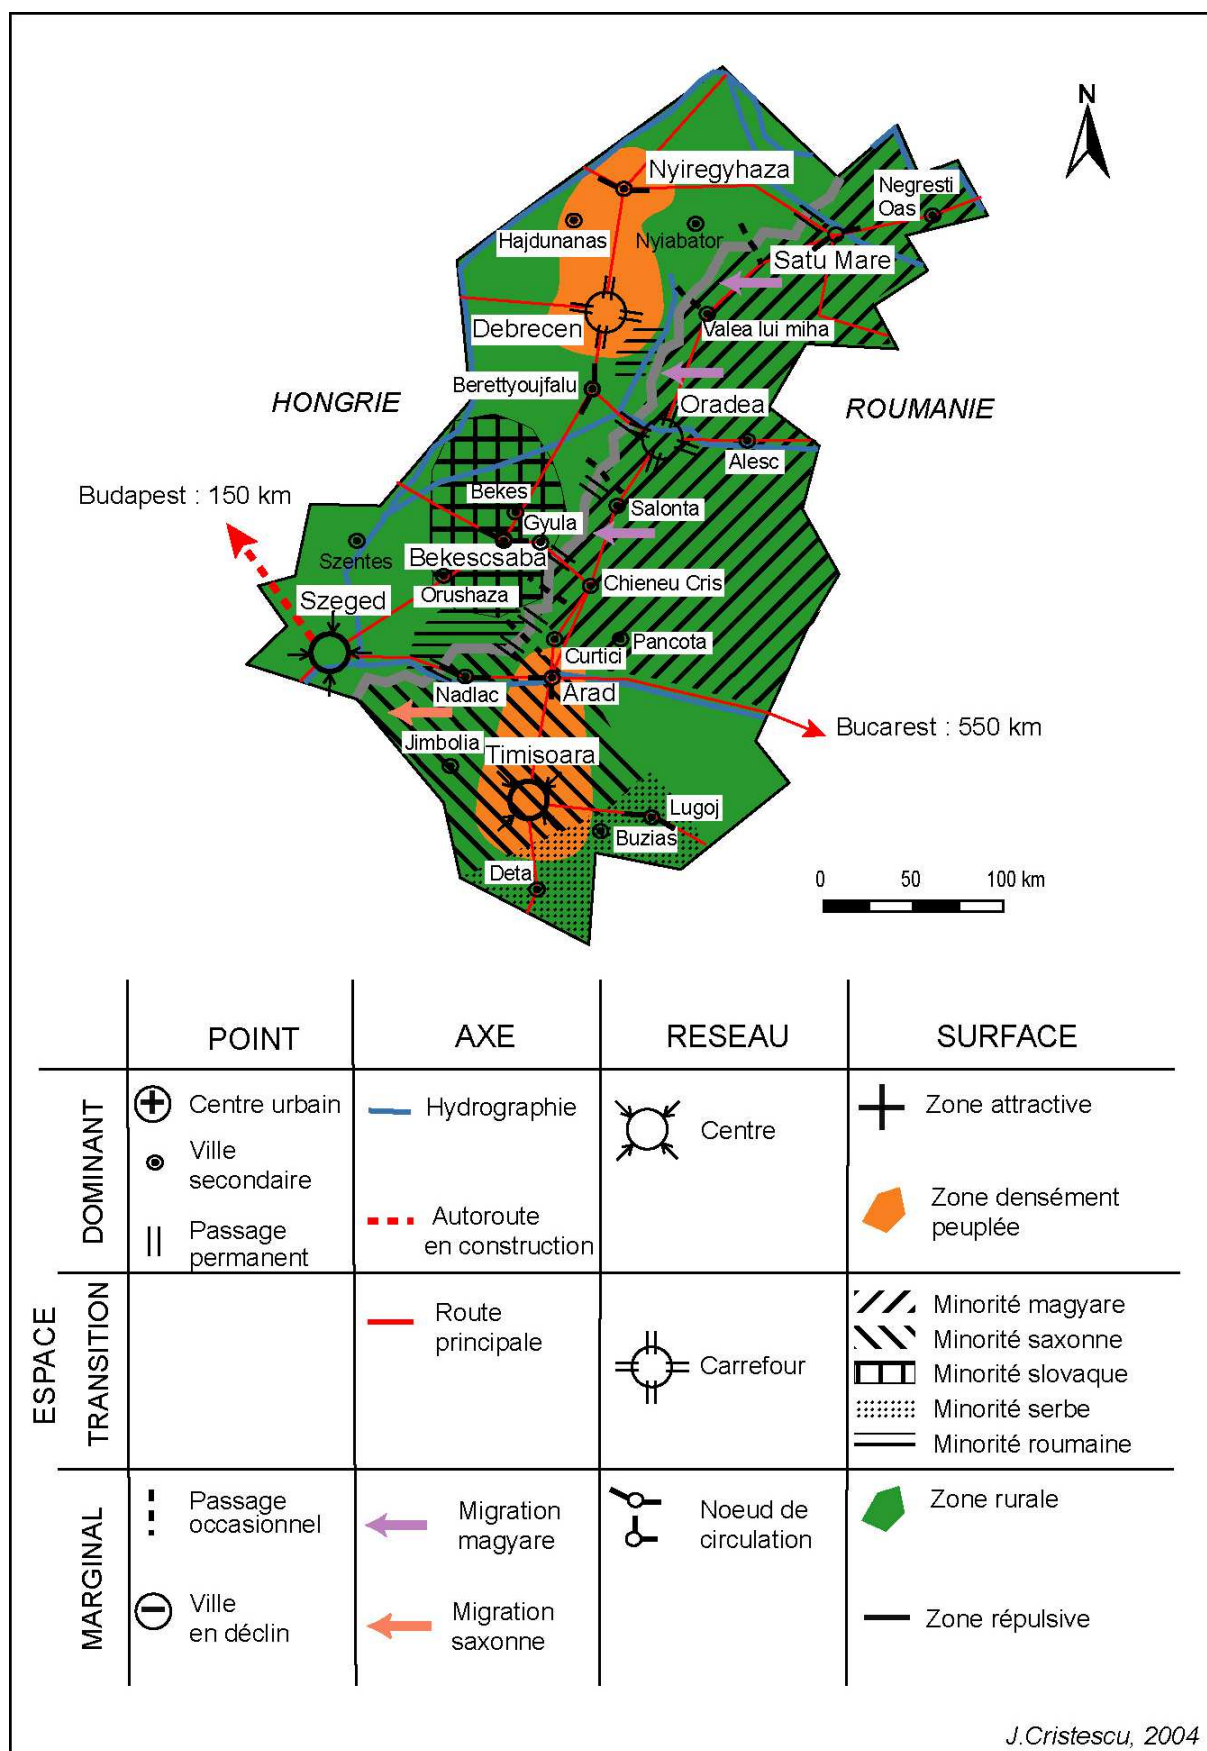 N
Nyiregyhaza
Negresti
Oas
Hajdunanas
Nyiabator
Satu Mare
Debrecen
Valea lui miha
Berettyoujfalu
Oradea
HONGRIE
ROUMANIE
Alesc
Budapest : 150 km
Bekes
Salonta
Gyula
Szentes
Bekescsaba
Chieneu Cris
Orushaza
Szeged
Curtici
Pancota
Nadlac
Arad
Bucarest : 550 km
Jimbolia
Timisoara
Lugoj
Buzias
Deta
0 50 100 km
POINT AXE RESEAU SURFACE
ESPACE
DOMINANT
Centre urbain
Ville
secondaire
Passage
permanent
Hydrographie
Autoroute
en construction
Centre
Zone attractive
Zone densément
peuplée
TRANSITION
Route
principale
Carrefour
Minorité magyare
Minorité saxonne
Minorité slovaque
Minorité serbe
Minorité roumaine
MARGINAL
Passage
occasionnel
Ville
en déclin
Migration
magyare
Migration
saxonne
Noeud de
circulation
Zone rurale
Zone répulsive
J.Cristescu, 2004